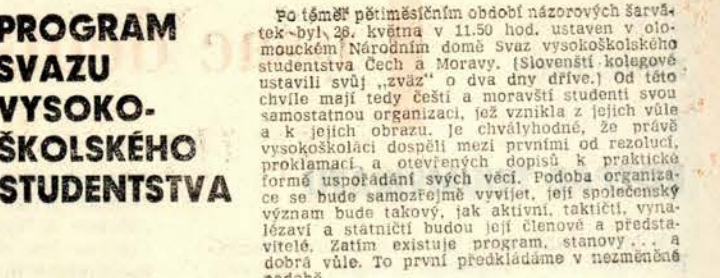 PROGRAM
SVAZU
VYSOKO-
ŠKOLSKÉHO
STUDENTSTVA
Po téměř pětiměsíčním období názorových šarvá-
tek byl 26. května v 11.50 hod. ustaven v olo-
mouckém Národním domě Svaz vysokoškolského
studentstva Čech a Moravy. (Slovenští kolegové
ustavili svůj „zväz“ o dva dny dříve.) Od této
chvíle mají tedy čeští a moravští studenti svou
samostatnou organizaci, jež vznikla z jejich vůle
a k jejich obrazu. Je chvályhodné, že právě
vysokoškoláci dospěli mezi prvními od rezolucí,
proklamací a otevřených dopisů k praktické
formě uspořádání svých věcí. Podoba organiza-
ce se bude samozřejmě vyvíjet, její společenský
význam bude takový, jak aktivní, taktičtí, vyna-
lézaví a státničtí budou její členové a předsta-
vitelé. Zatím existuje program, stanovy ... a
dobrá vůle. To první předkládáme v nezměněné